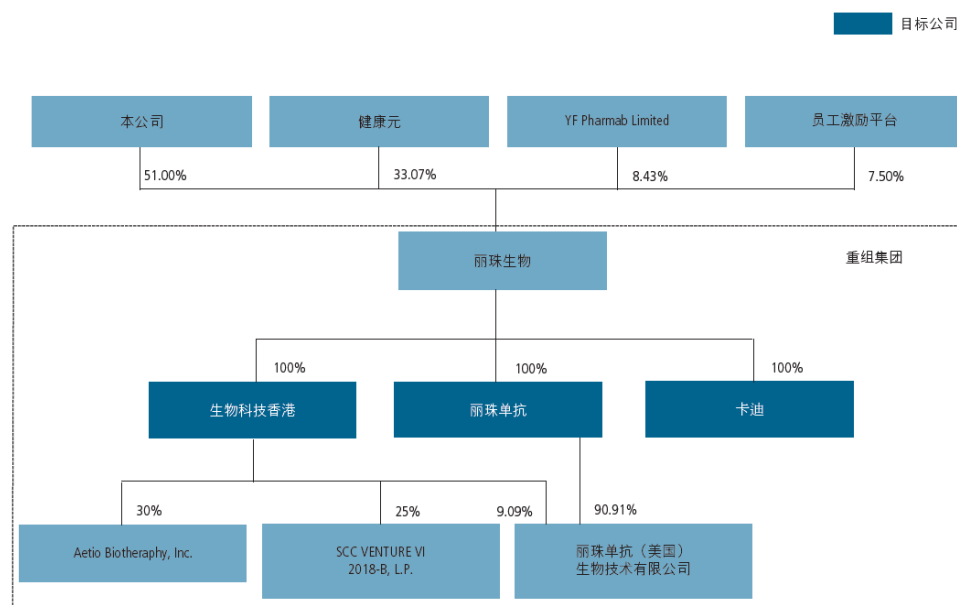 目标公司
本公司
健康元
YF Pharmab Limited
员工激励平台
51.00%
33.07%
8.43%
7.50%
丽珠生物
重组集团
100%
100%
100%
生物科技香港
丽珠单抗
卡迪
30%
25%
9.09%
90.91%
Aetio Biotheraphy, Inc.
SCC VENTURE VI
2018-B, L.P.
丽珠单抗（美国）
生物技术有限公司